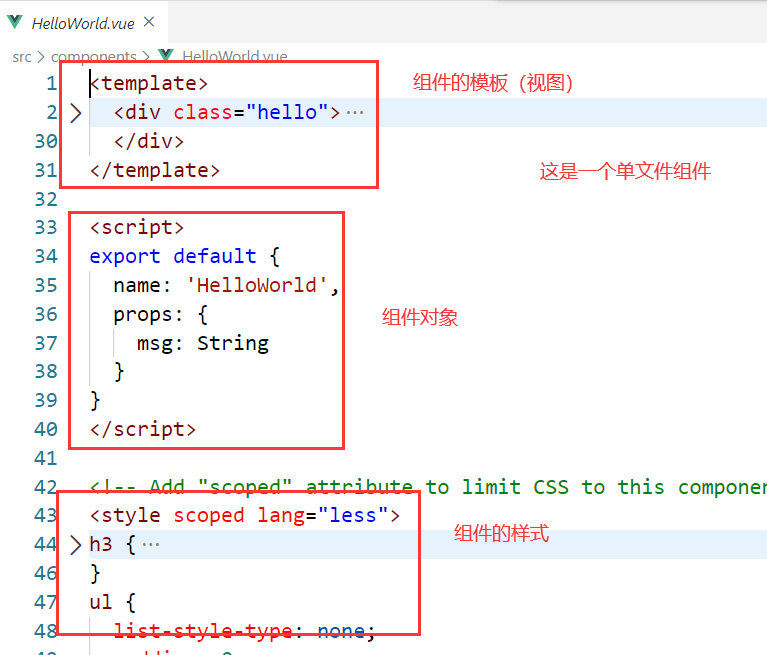 HelloWorld.vue
src > components > HelloWorld.vue
1 <template> 组件的模板（视图）
2 <div class="hello"> ···
30 </div>
31 </template> 这是一个单文件组件
32
33 <script>
34 export default {
35 name: 'HelloWorld',
36 props: { 组件对象
37 msg: String
38 }
39 }
40 </script>
41
42 <!-- Add "scoped" attribute to limit CSS to this
43 <style scoped lang="less"> 组件的样式
44 h3 { ···
46 }
47 ul {
48 list-style-type: none;